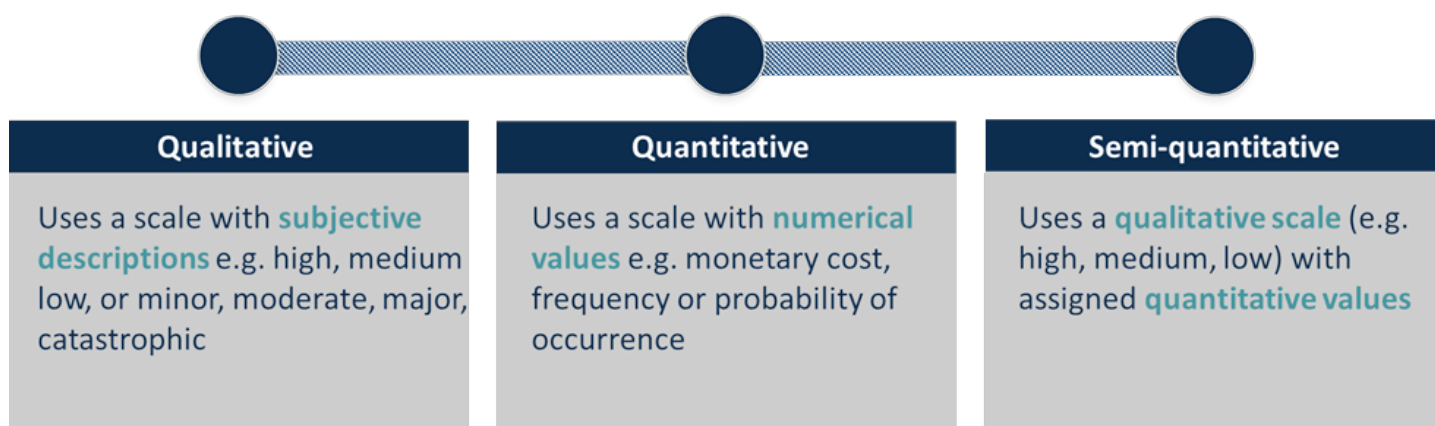 Qualitative
Uses a scale with subjective
descriptions e.g. high, medium
low, or minor, moderate, major,
catastrophic
Quantitative
Uses a scale with numerical
values e.g. monetary cost,
frequency or probability of
occurrence
Semi-quantitative
Uses a qualitative scale (e.g.
high, medium, low) with
assigned quantitative values